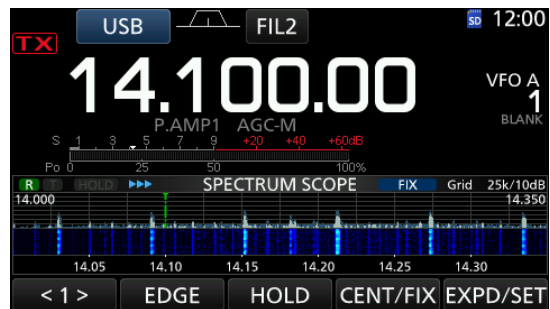 USB FIL2 SD 12:00
TX
14.100.00
VFO A
1
BLANK
P.AMP1 AGC-M
S 1 3 5 7 9 +20 +40 +60dB
Po 0 25 50 100%
R T HOLD SPECTRUM SCOPE FIX Grid 25k/10dB
14.000 14.350
T
14.05 14.10 14.15 14.20 14.25 14.30
< 1 > EDGE HOLD CENT/FIX EXPD/SET